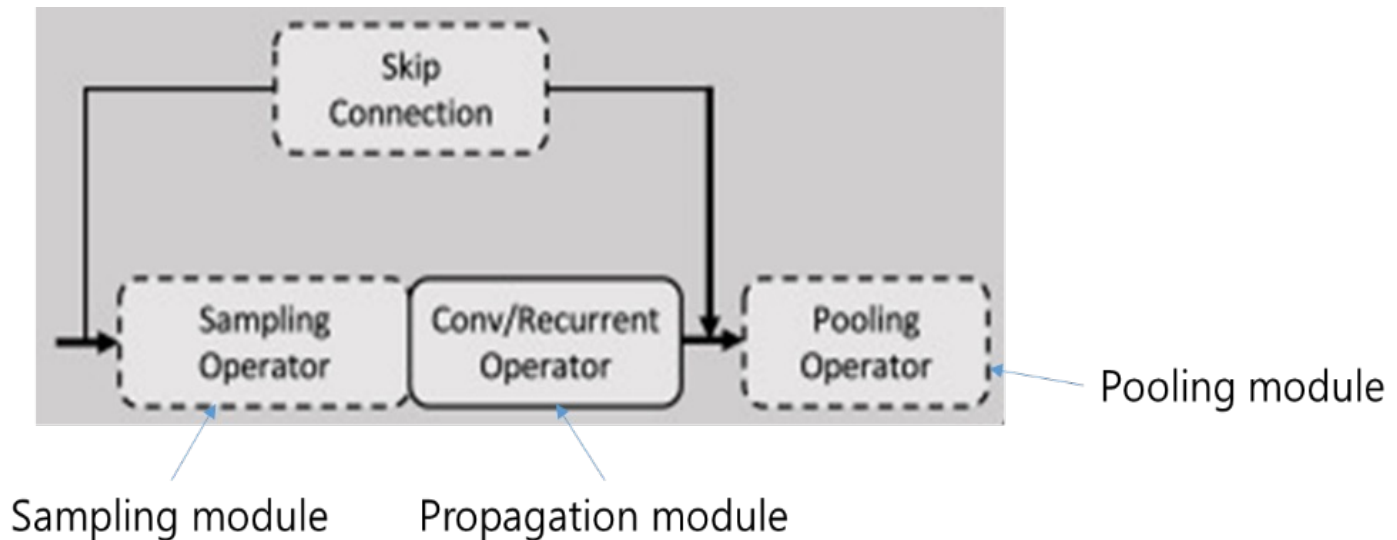 Skip
Connection
Sampling
Operator
Conv/Recurrent
Operator
Pooling
Operator
Pooling module
Sampling module
Propagation module